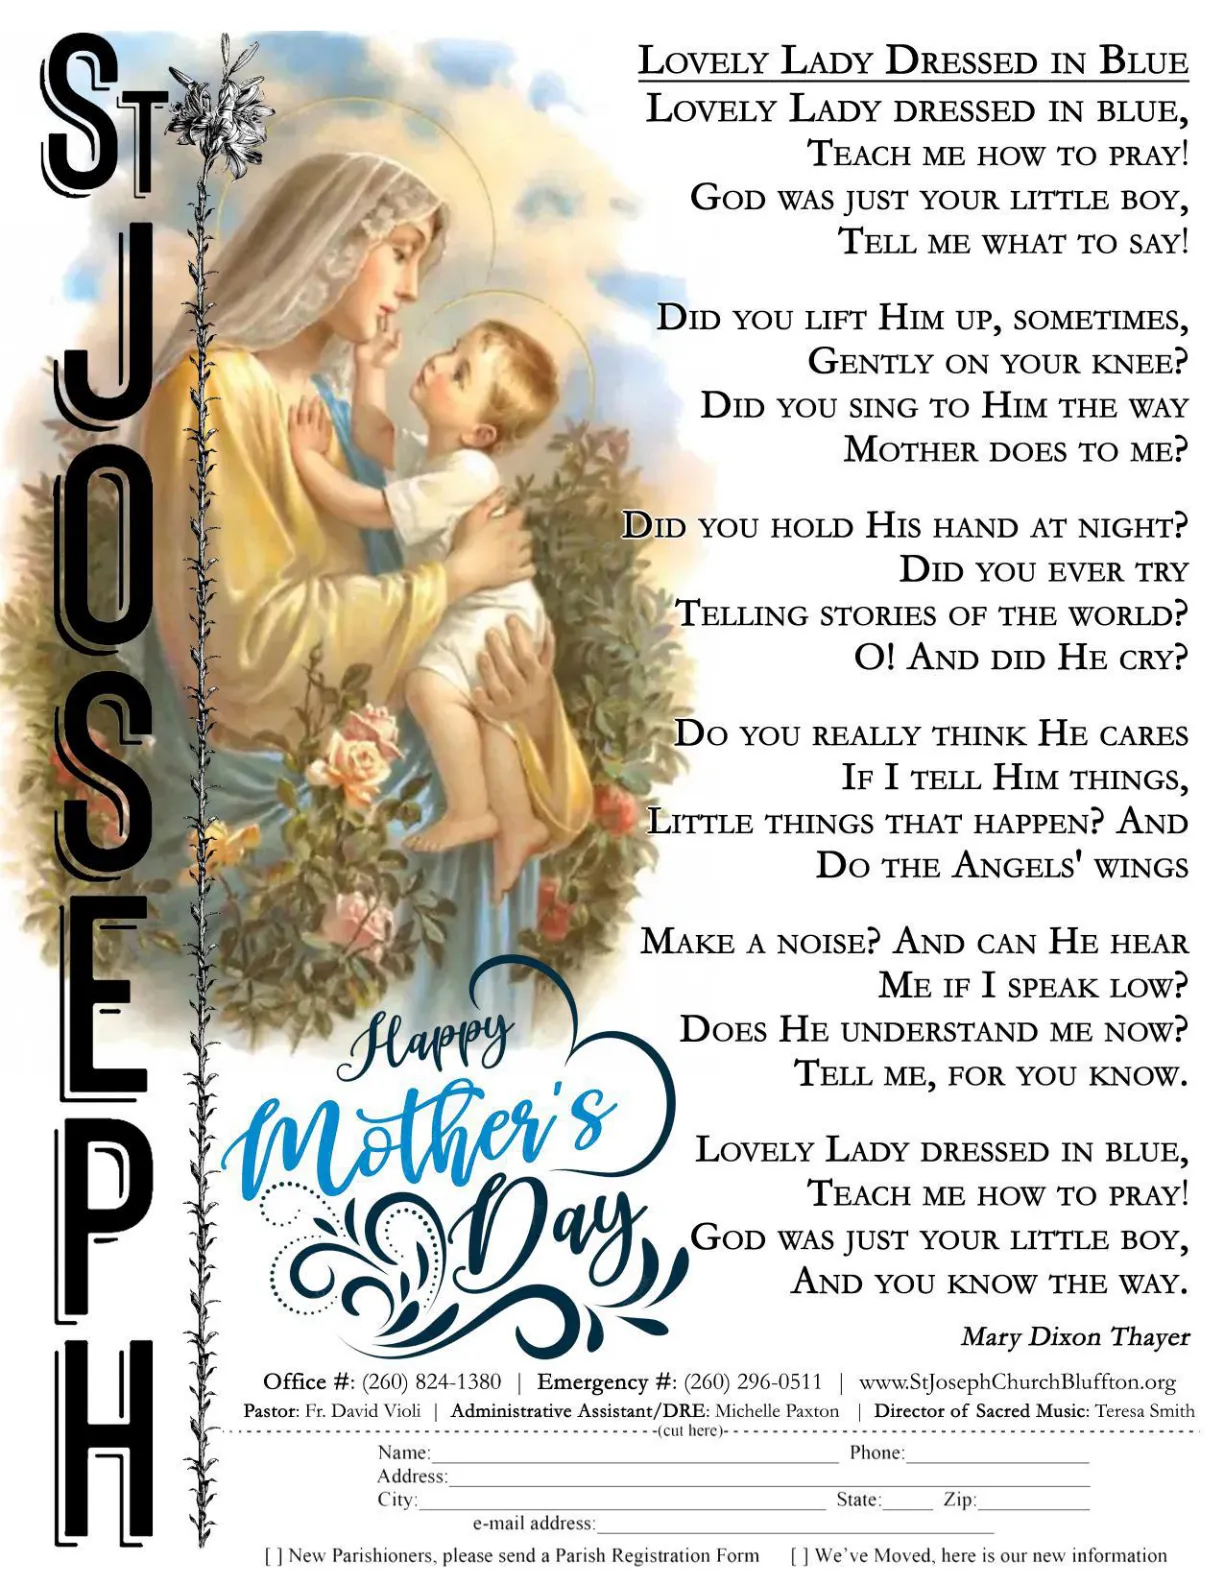 St JOSEPH
Lovely Lady Dressed in Blue
Lovely Lady dressed in blue,
Teach me how to pray!
God was just your little boy,
Tell me what to say!
Did you lift Him up, sometimes,
Gently on your knee?
Did you sing to Him the way
Mother does to me?
Did you hold His hand at night?
Did you ever try
Telling stories of the world?
O! And did He cry?
Do you really think He cares
If I tell Him things,
Little things that happen? And
Do the Angels' wings
Make a noise? And can He hear
Me if I speak low?
Does He understand me now?
Tell me, for you know.
Lovely Lady dressed in blue,
Teach me how to pray!
God was just your little boy,
And you know the way.
Mary Dixon Thayer
Happy
Mother's
Day
Office #: (260) 824-1380 | Emergency #: (260) 296-0511 | www.StJosephChurchBluffton.org
Pastor: Fr. David Violi | Administrative Assistant/DRE: Michelle Paxton | Director of Sacred Music: Teresa Smith
(cut here)
Name: Phone:
Address:
City: State: Zip:
e-mail address:
[ ] New Parishioners, please send a Parish Registration Form [ ] We've Moved, here is our new information